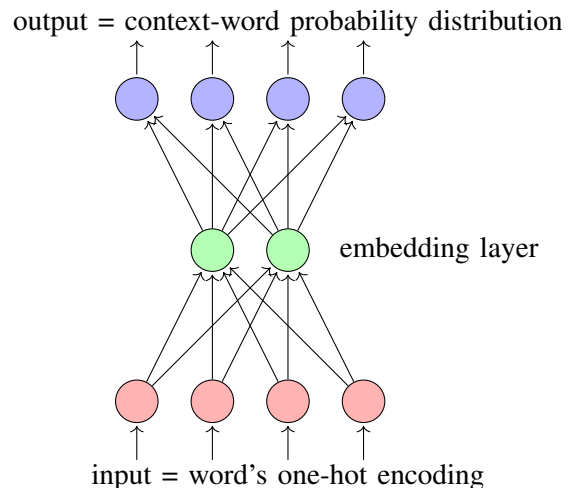 output = context-word probability distribution
embedding layer
input = word's one-hot encoding